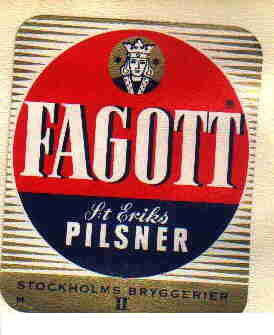 FAGOTT
St Eriks
PILSNER
STOCKHOLMS BRYGGERIER
M II